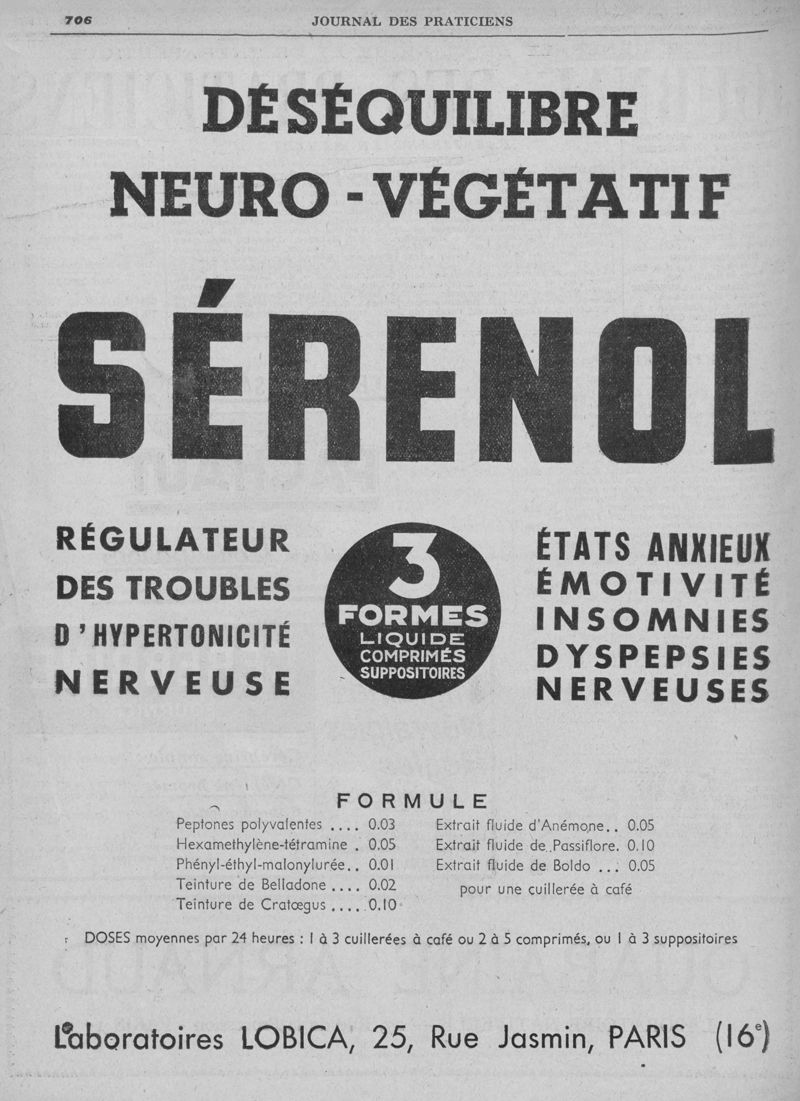 706
JOURNAL DES PRATICIENS
DÉSÉQUILIBRE
NEURO - VÉGÉTATIF
SÉRENOL
RÉGULATEUR
DES TROUBLES
D'HYPERTONICITÉ
NERVEUSE
3
FORMES
LIQUIDE
COMPRIMÉS
SUPPOSITOIRES
ÉTATS ANXIEUX
ÉMOTIVITÉ
INSOMNIES
DYSPEPSIES
NERVEUSES
FORMULE
Peptones polyvalentes .... 0.03
Hexamethylène-tétramine . 0.05
Phényl-éthyl-malonylurée.. 0.01
Teinture de Belladone .... 0.02
Teinture de Cratœgus .... 0.10
Extrait fluide d'Anémone.. 0.05
Extrait fluide de Passiflore. 0.10
Extrait fluide de Boldo ... 0.05
pour une cuillerée à café
DOSES moyennes par 24 heures : 1 à 3 cuillerées à café ou 2 à 5 comprimés, ou 1 à 3 suppositoires
Laboratoires LOBICA, 25, Rue Jasmin, PARIS (16e)